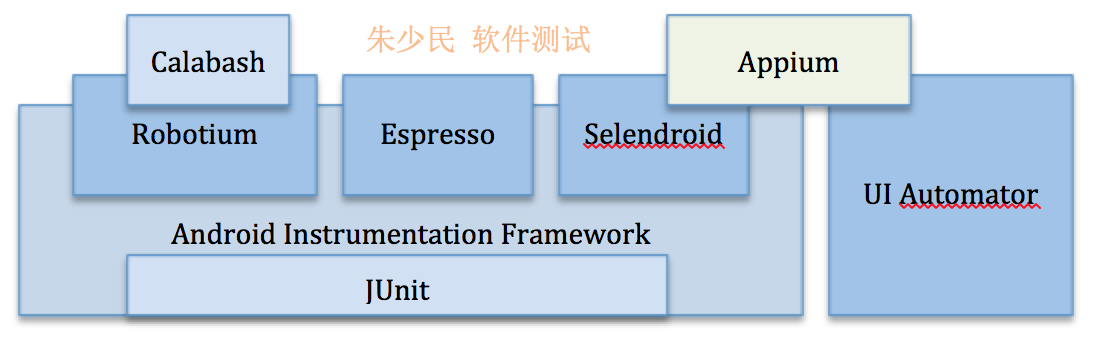 朱少民 软件测试
Calabash
Appium
Robotium
Espresso
Selendroid
UI Automator
Android Instrumentation Framework
JUnit